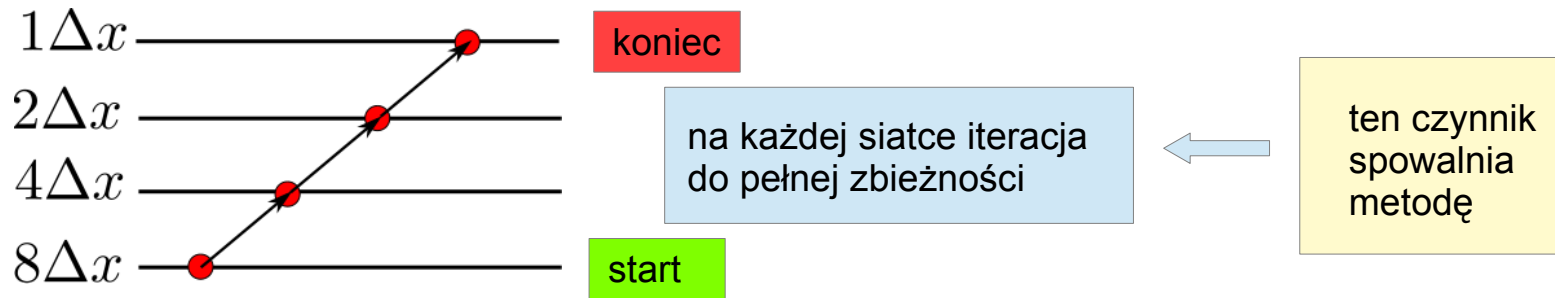 1Δx
koniec
2Δx
na każdej siatce iteracja
do pełnej zbieżności
ten czynnik
spowalnia
metodę
4Δx
8Δx
start